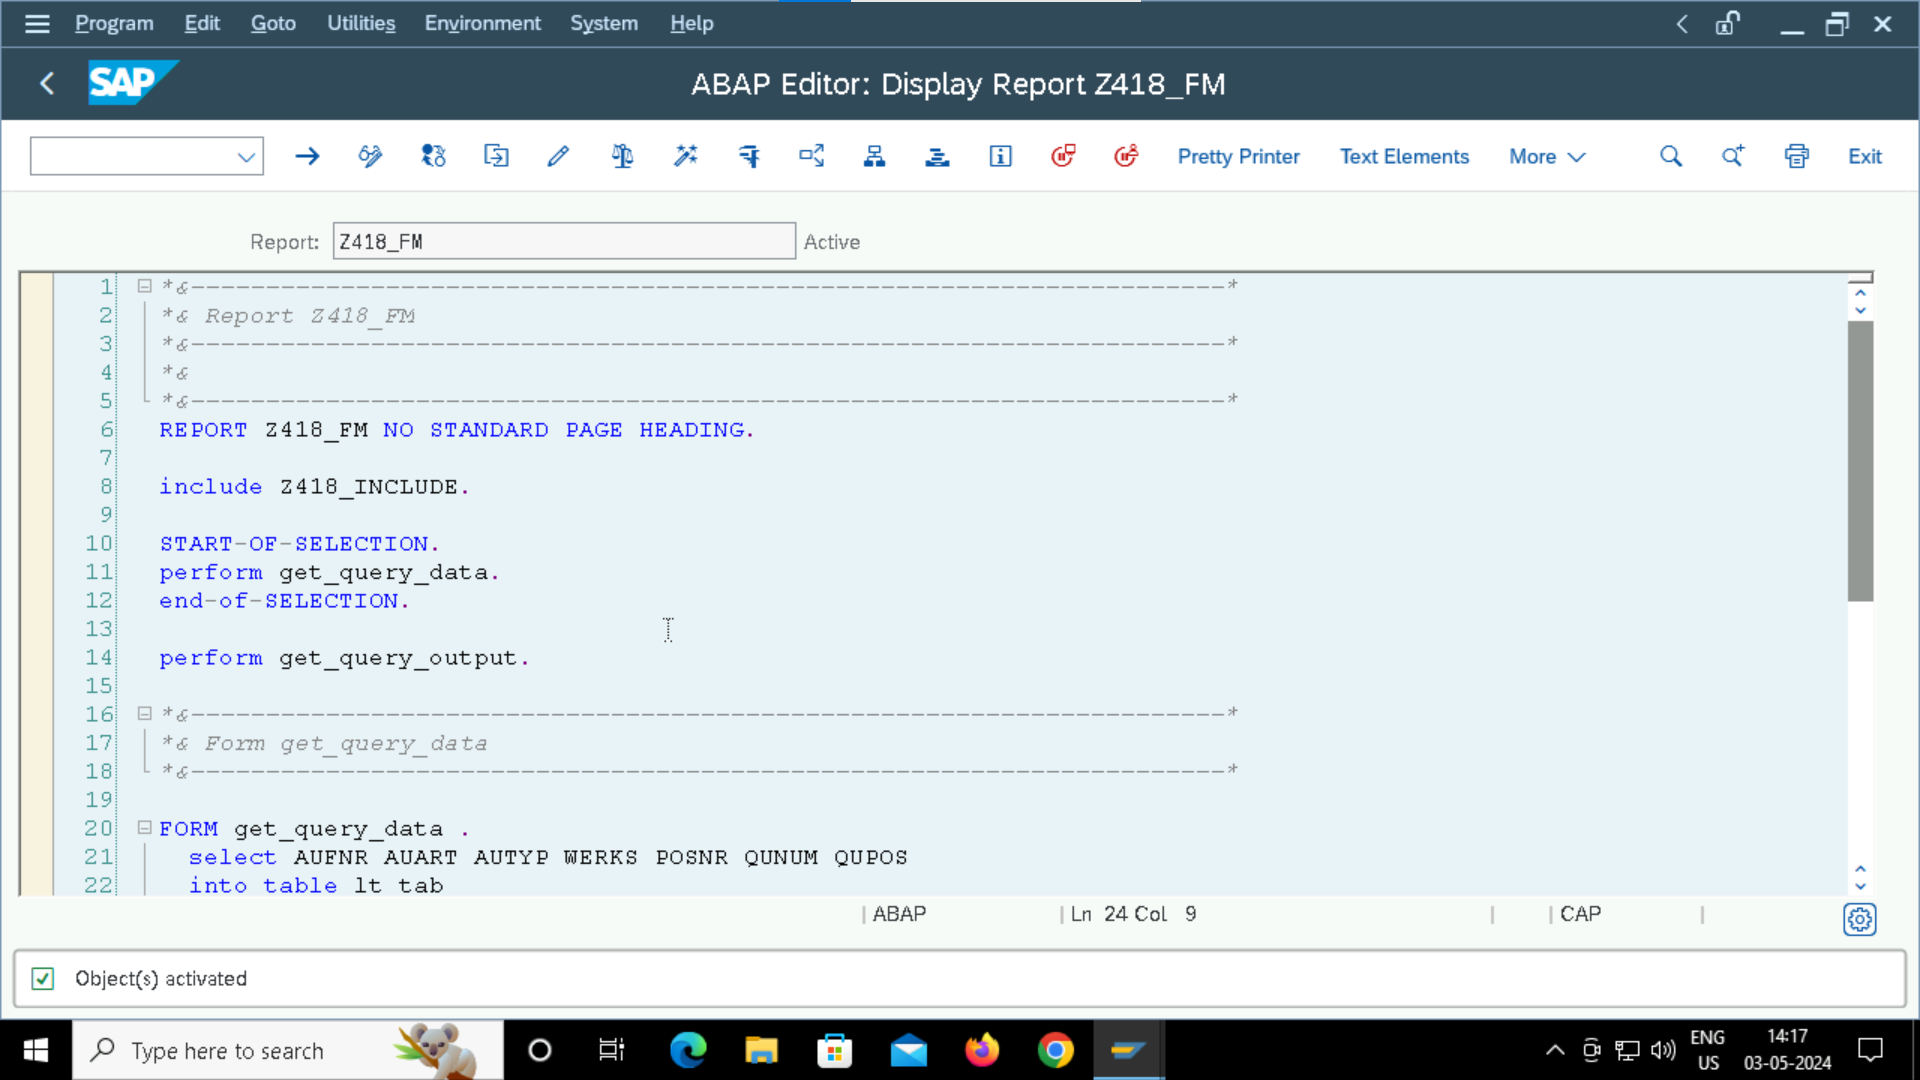 Program Edit Goto Utilities Environment System Help
SAP ABAP Editor: Display Report Z418_FM
Pretty Printer Text Elements More Exit
Report: Z418_FM Active
1 *&---------------------------------------------------------------------*
2 *& Report Z418_FM
3 *&---------------------------------------------------------------------*
4 *&
5 *&---------------------------------------------------------------------*
6 REPORT Z418_FM NO STANDARD PAGE HEADING.
7
8 include Z418_INCLUDE.
9
10 START-OF-SELECTION.
11 perform get_query_data.
12 end-of-SELECTION.
13
14 perform get_query_output.
15
16 *&---------------------------------------------------------------------*
17 *& Form get_query_data
18 *&---------------------------------------------------------------------*
19
20 FORM get_query_data .
21 select AUFNR AUART AUTYP WERKS POSNR QUNUM QUPOS
22 into table lt tab
ABAP Ln 24 Col 9 CAP
Object(s) activated
Type here to search
ENG 14:17
US 03-05-2024